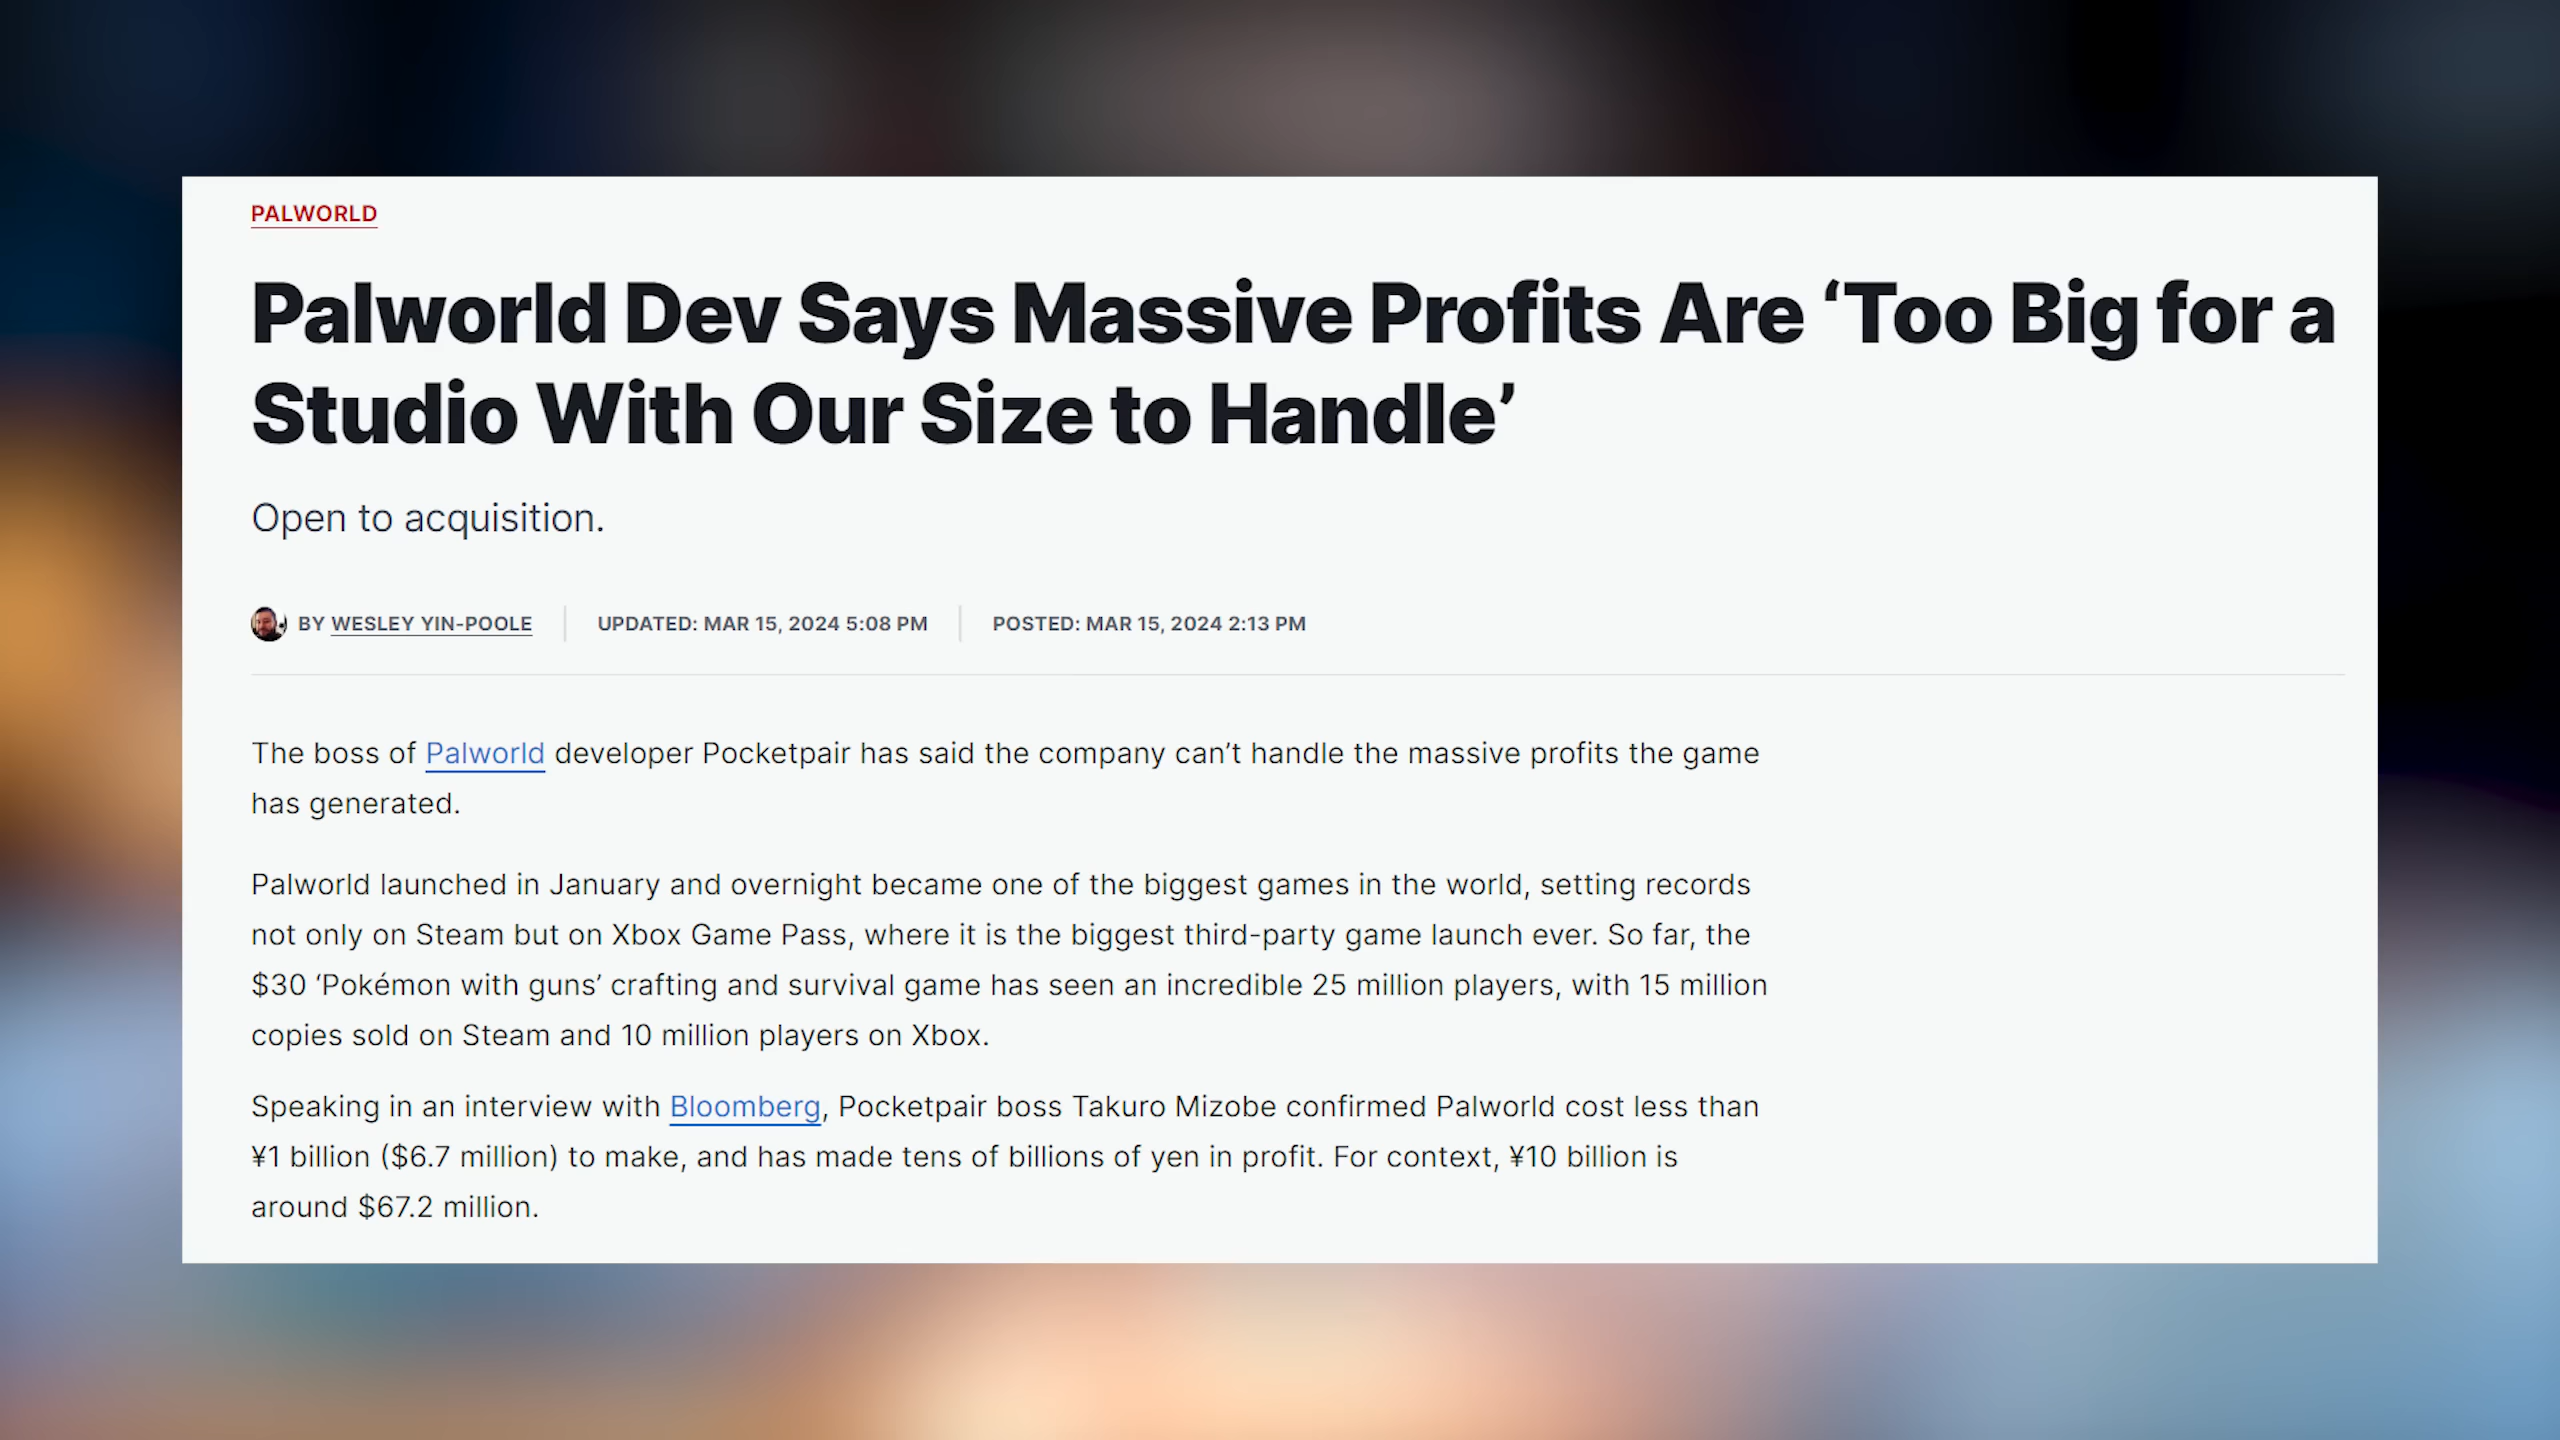 PALWORLD
Palworld Dev Says Massive Profits Are ‘Too Big for a
Studio With Our Size to Handle’
Open to acquisition.
BY WESLEY YIN-POOLE UPDATED: MAR 15, 2024 5:08 PM POSTED: MAR 15, 2024 2:13 PM
The boss of Palworld developer Pocketpair has said the company can’t handle the massive profits the game
has generated.
Palworld launched in January and overnight became one of the biggest games in the world, setting records
not only on Steam but on Xbox Game Pass, where it is the biggest third-party game launch ever. So far, the
$30 ‘Pokémon with guns’ crafting and survival game has seen an incredible 25 million players, with 15 million
copies sold on Steam and 10 million players on Xbox.
Speaking in an interview with Bloomberg, Pocketpair boss Takuro Mizobe confirmed Palworld cost less than
¥1 billion ($6.7 million) to make, and has made tens of billions of yen in profit. For context, ¥10 billion is
around $67.2 million.